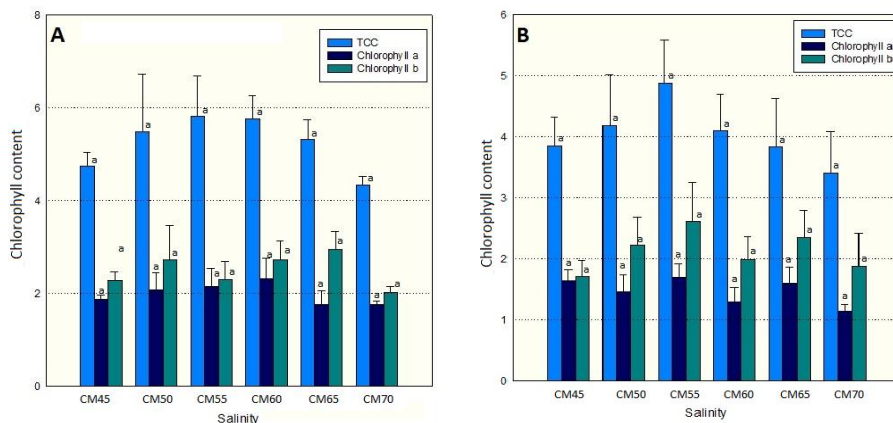 A
TCC
Chlorophyll a
Chlorophyll b
Chlorophyll content
8
6
4
2
0
a a a a a a
a a a a a a
a a a a a a
CM45 CM50 CM55 CM60 CM65 CM70
Salinity
B
TCC
Chlorophyll a
Chlorophyll b
Chlorophyll content
6
5
4
3
2
1
0
a a a a a a
a a a a a a
a a a a a a
CM45 CM50 CM55 CM60 CM65 CM70
Salinity